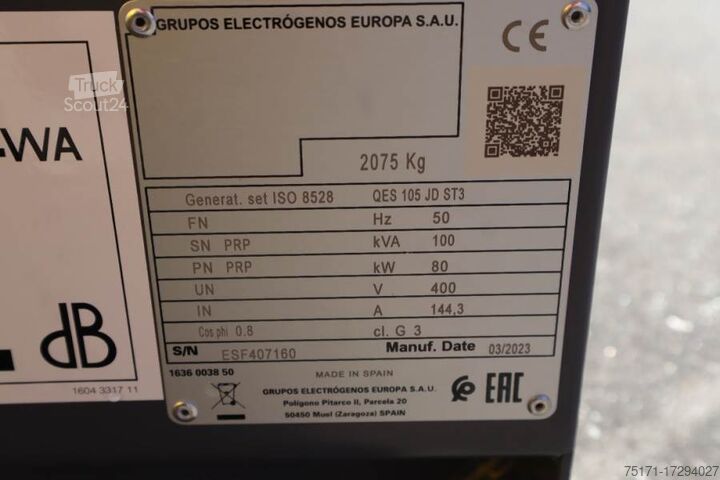 GRUPOS ELECTRÓGENOS EUROPA S.A.U.
CE
Truck
Scout24
-WA
2075 Kg
Generat. set ISO 8528 QES 105 JD ST3
FN Hz 50
SN PRP kVA 100
PN PRP kW 80
UN V 400
IN A 144,3
Cos phi 0.8 cl. G 3
S/N ESF407160 Manuf. Date 03/2023
dB
1604 3317 11
1636 0038 50
MADE IN SPAIN
GRUPOS ELECTRÓGENOS EUROPA S.A.U.
Polígono Pitarco II, Parcela 20
50450 Muel (Zaragoza) SPAIN
EAC
75171-17294027